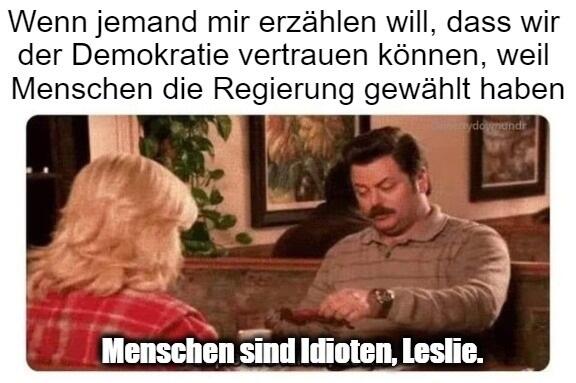 Wenn jemand mir erzählen will, dass wir
der Demokratie vertrauen können, weil
Menschen die Regierung gewählt haben
Menschen sind Idioten, Leslie.